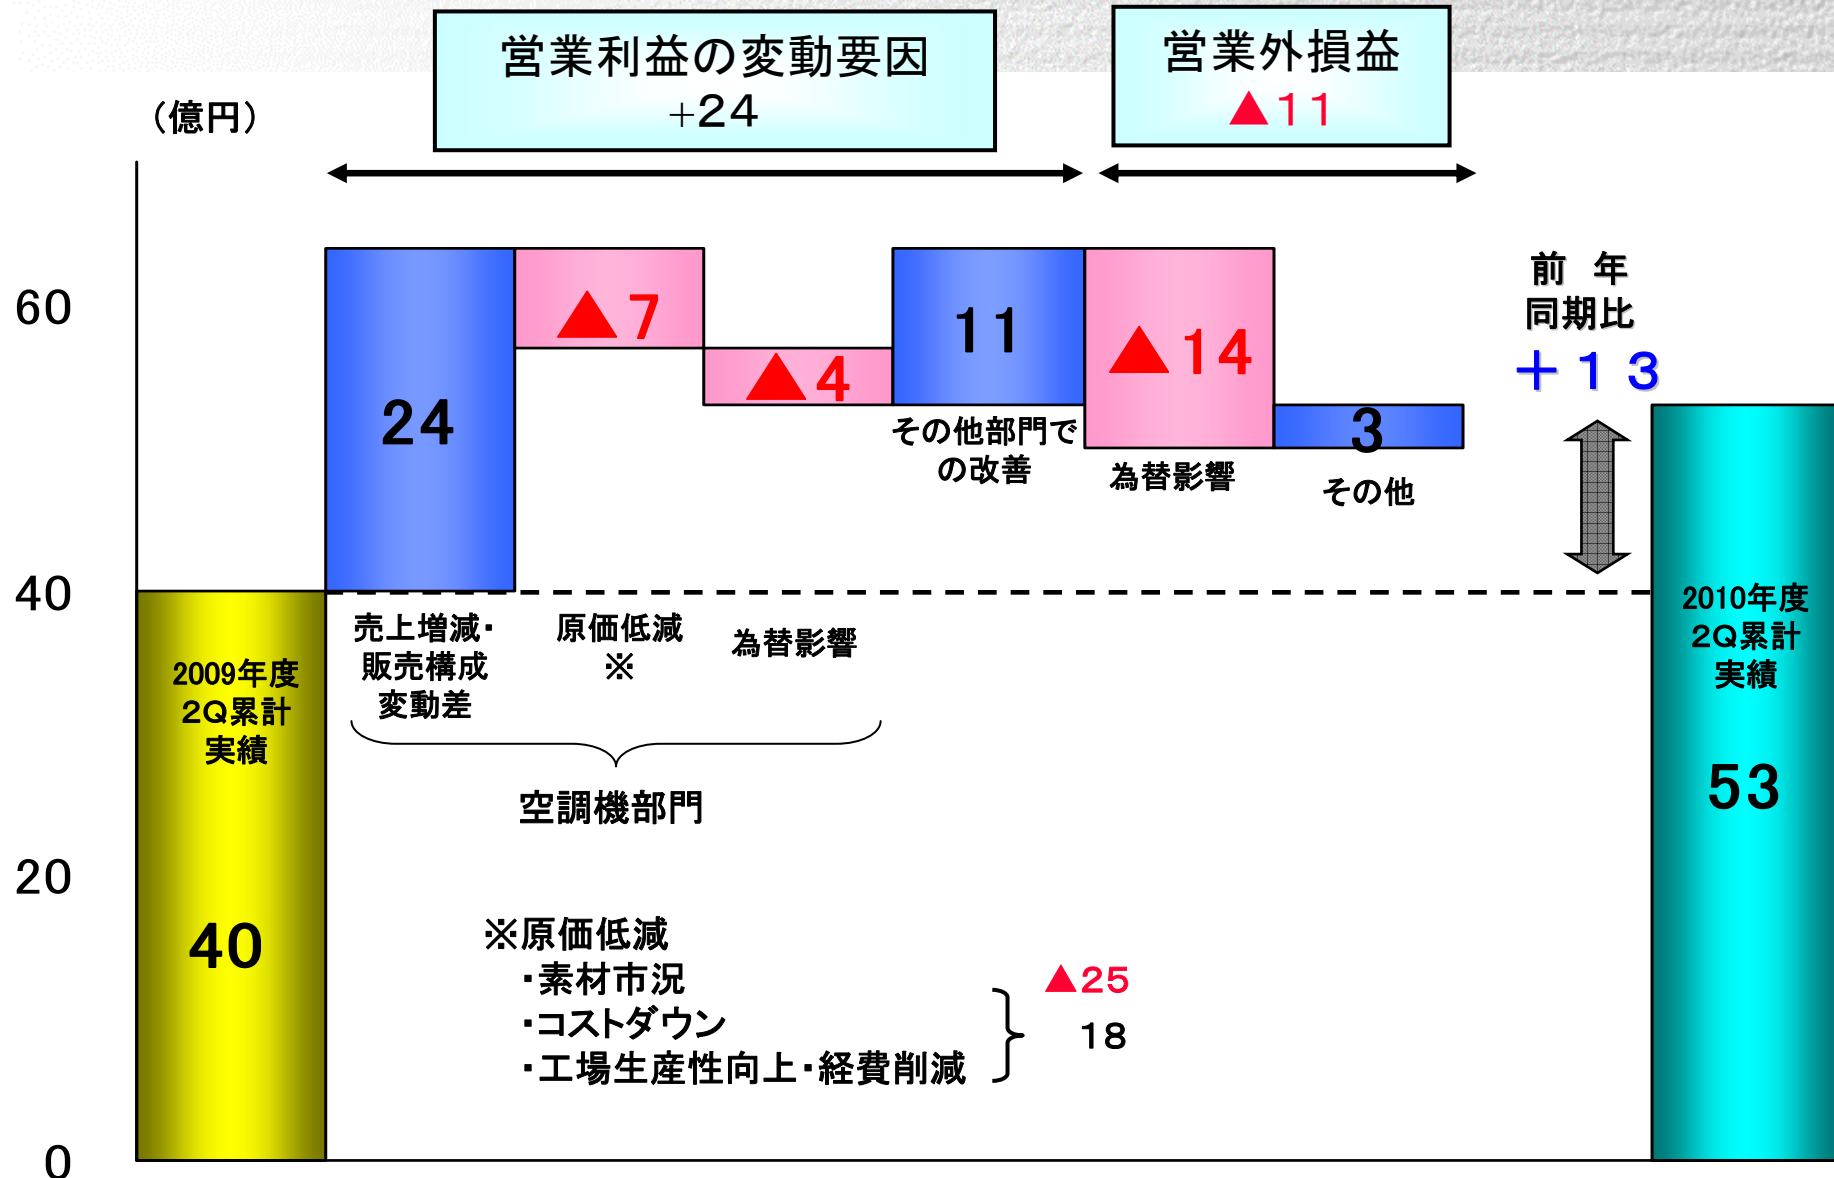 営業利益の変動要因
+24
営業外損益
▲11
（億円）
60
40
20
0
24
▲7
▲4
11
▲14
3
その他部門で
の改善
為替影響
その他
前 年
同期比
＋13
売上増減・
販売構成
変動差
原価低減
※
為替影響
空調機部門
2009年度
2Q累計
実績
40
2010年度
2Q累計
実績
53
※原価低減
・素材市況 ▲25
・コストダウン 18
・工場生産性向上・経費削減